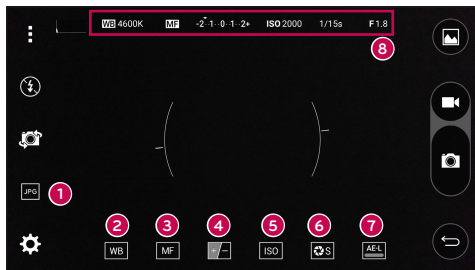 WB 4600K MF -2·1··0··1··2+ ISO 2000 1/15s F 1.8
8
JPG 1
2 3 4 5 6 7
WB MF +/- ISO S AE-L